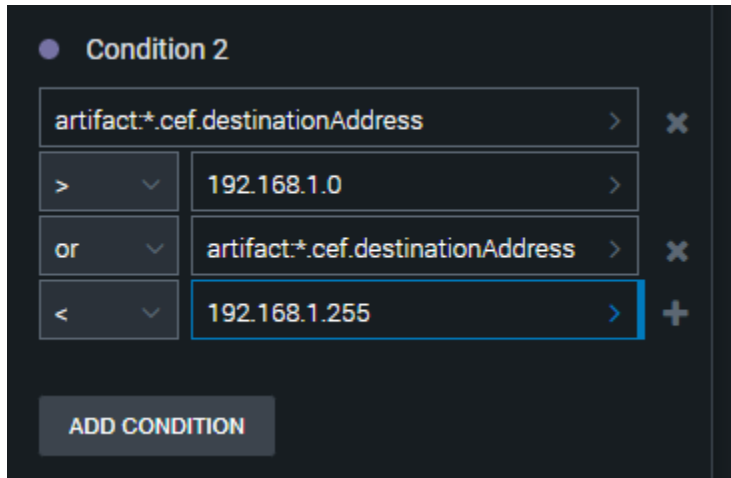 Condition 2
artifact:*.cef.destinationAddress
> 192.168.1.0
or artifact:*.cef.destinationAddress
< 192.168.1.255
ADD CONDITION